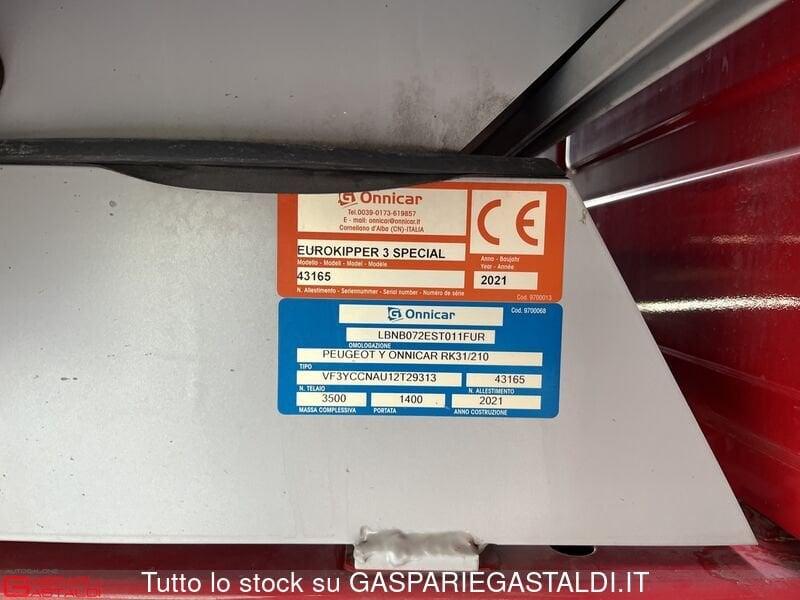 Onnicar
Tel.0039-0173-619857
E - mail: onnicar@onnicar.it
Corneliano d'Alba (CN)-ITALIA
CE
EUROKIPPER 3 SPECIAL
Modello - Modell - Model - Modèle
Anno - Baujahr
Year - Année
43165
2021
N. Allestimento - Seriennummer - Serial number - Numéro de série
Cod. 9700013
Onnicar
Cod. 9700068
LBNB072EST011FUR
OMOLOGAZIONE
PEUGEOT Y ONNICAR RK31/210
TIPO
VF3YCCNAU12T29313
43165
N. TELAIO
N. ALLESTIMENTO
3500
1400
2021
MASSA COMPLESSIVA
PORTATA
ANNO COSTRUZIONE
AUTOSALONE
GASTALDI
Tutto lo stock su GASPARIEGASTALDI.IT